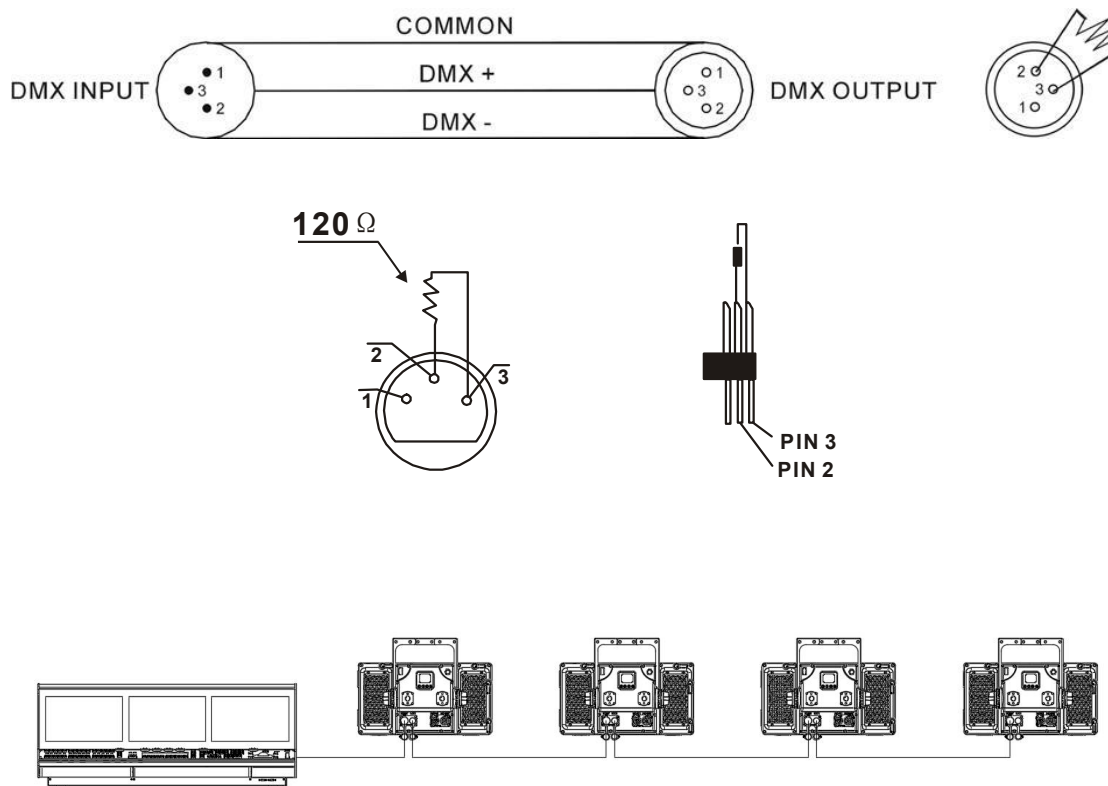 COMMON
DMX INPUT
1
3
2
DMX +
DMX -
1
3
2
DMX OUTPUT
2
3
1
120 Ω
2
1
3
PIN 3
PIN 2